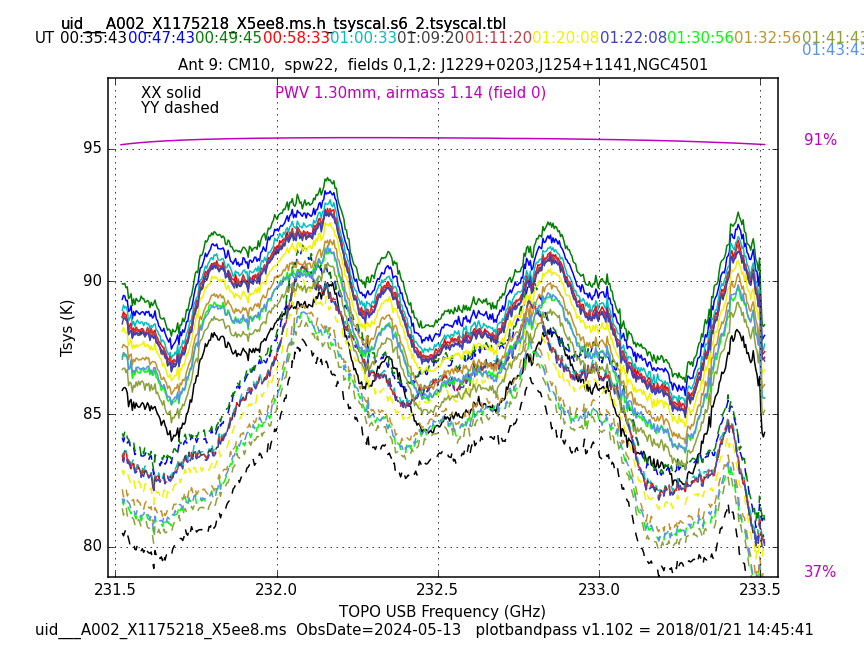 uid___A002_X1175218_X5ee8.ms.h_tsyscal.s6_2.tsyscal.tbl
UT 00:35:43 00:47:43 00:49:45 00:58:33 01:00:33 01:09:20 01:11:20 01:20:08 01:22:08 01:30:56 01:32:56 01:41:43
01:43:43
Ant 9: CM10,  spw22,  fields 0,1,2: J1229+0203,J1254+1141,NGC4501
XX solid
PWV 1.30mm, airmass 1.14 (field 0)
YY dashed
91%
95
90
85
80
Tsys (K)
37%
231.5 232.0 232.5 233.0 233.5
TOPO USB Frequency (GHz)
uid___A002_X1175218_X5ee8.ms  ObsDate=2024-05-13   plotbandpass v1.102 = 2018/01/21 14:45:41